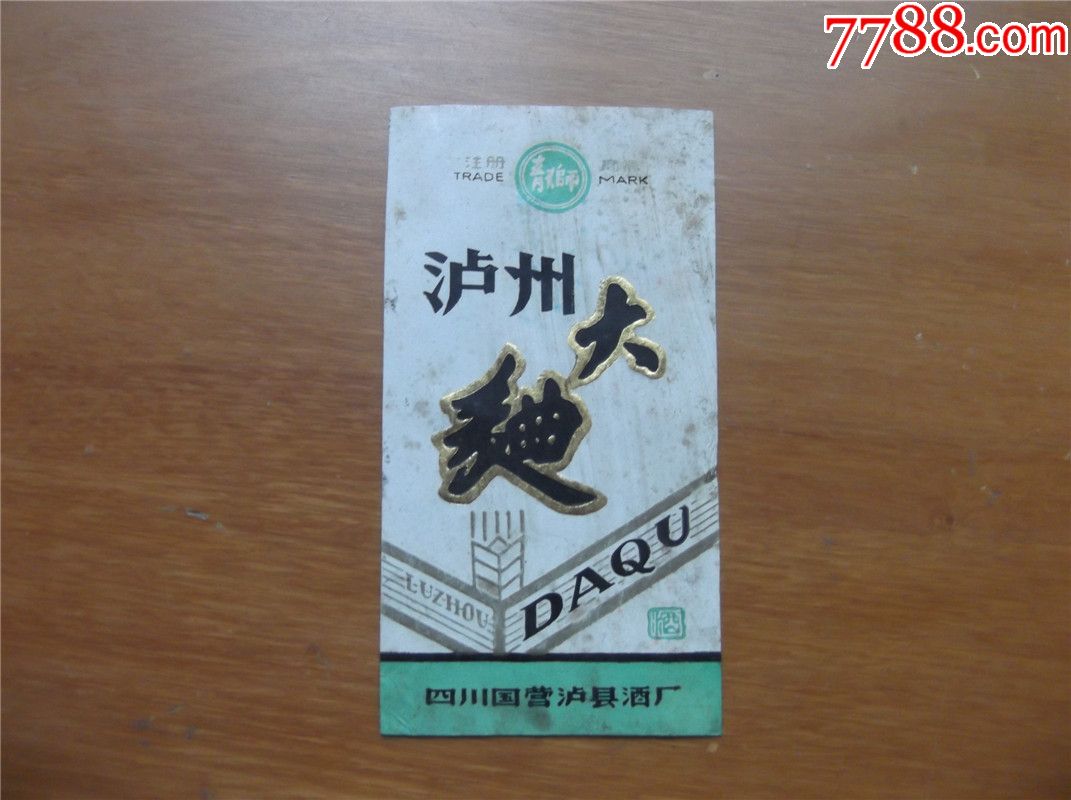 7788.com
注册 商标
TRADE MARK
青狮
泸州
大
麯
LUZHOU
DAQU
四川国营泸县酒厂